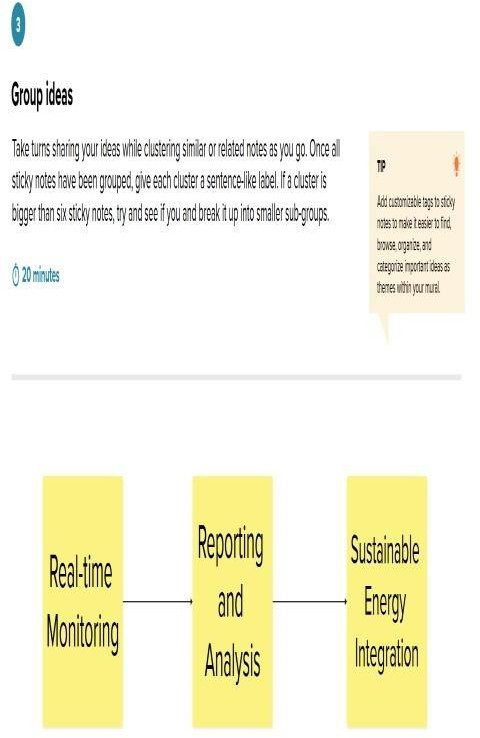 3
Group ideas
Take turns sharing your ideas while clustering similar or related notes as you go. Once all
sticky notes have been grouped, give each cluster a sentence-like label. If a cluster is
bigger than six sticky notes, try and see if you and break it up into smaller sub-groups.
20 minutes
TIP
Add customizable tags to sticky
notes to make it easier to find,
browse, organize, and
categorize important ideas as
themes within your mural.
Real-time
Monitoring
Reporting
and
Analysis
Sustainable
Energy
Integration